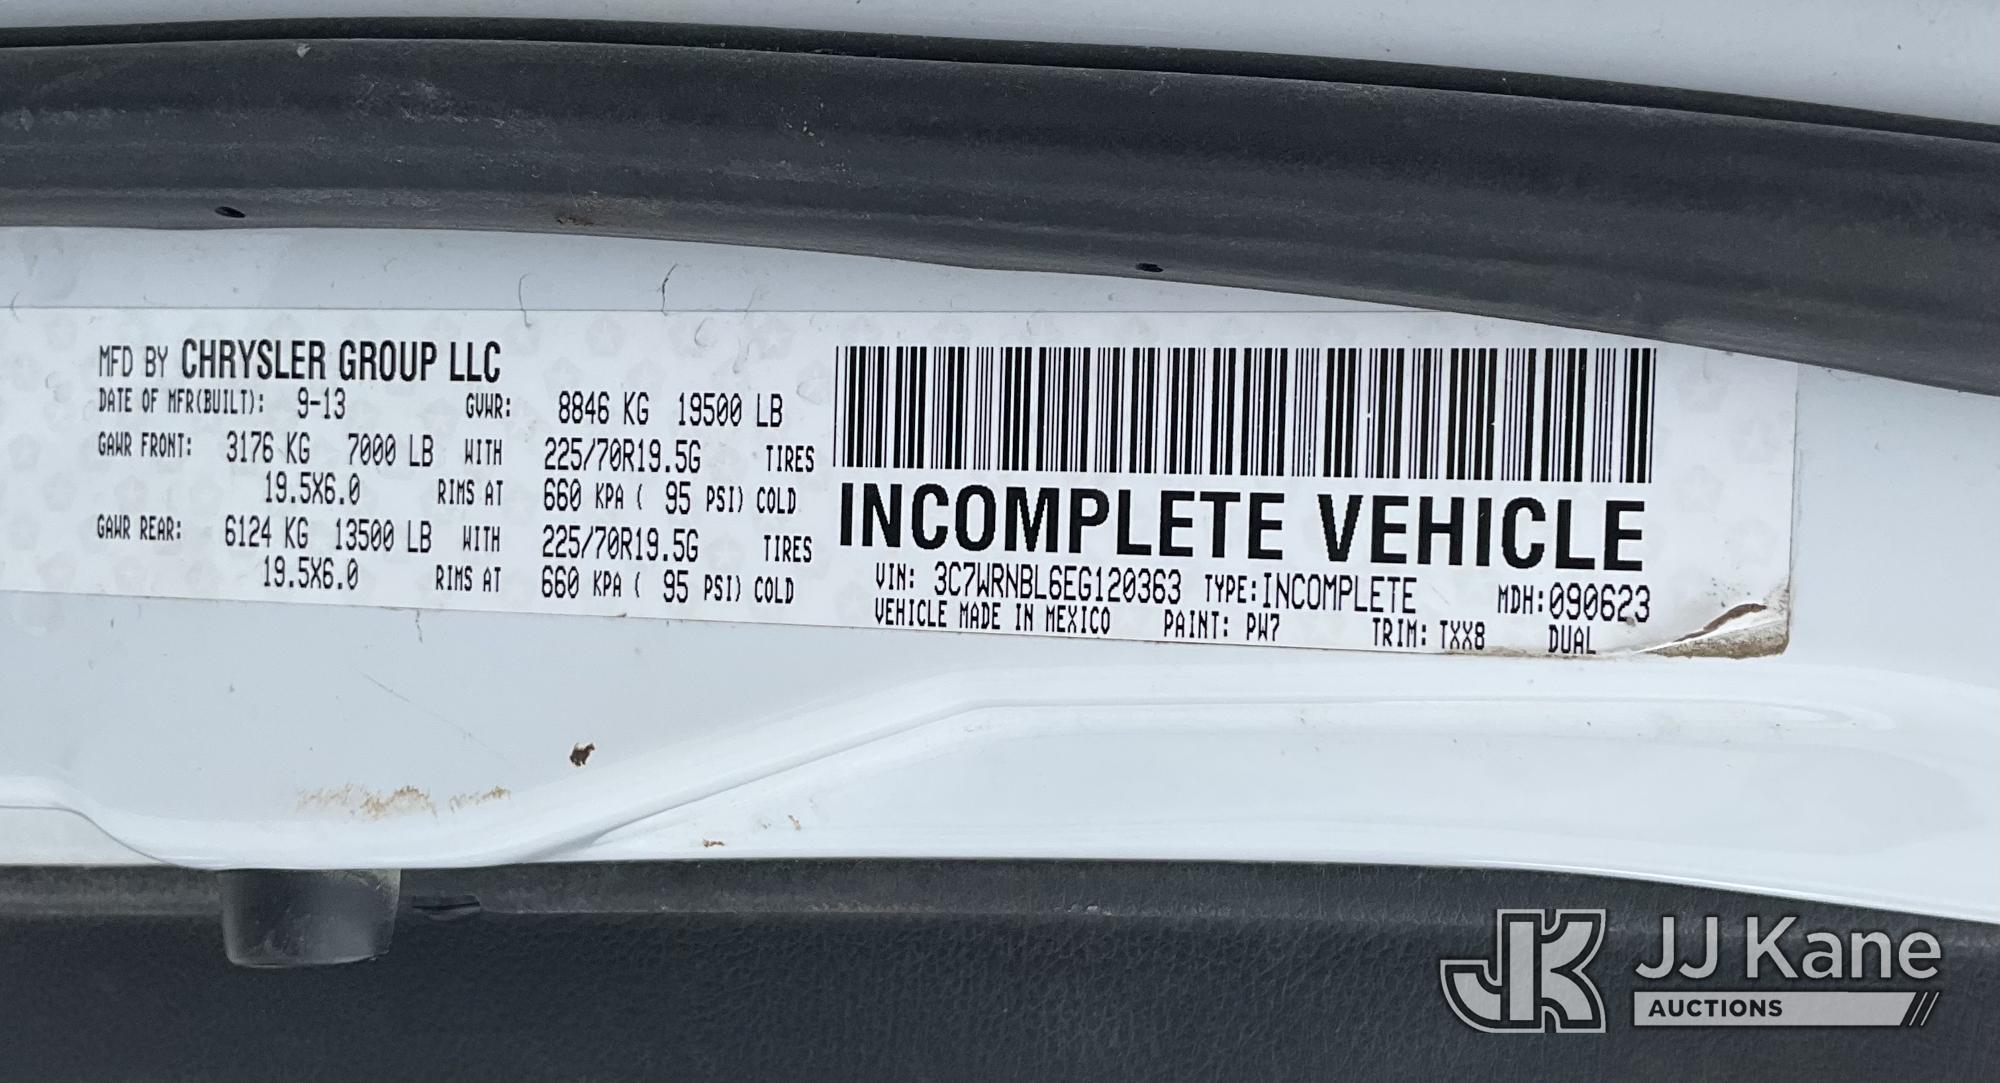 MFD BY CHRYSLER GROUP LLC
DATE OF MFR(BUILT): 9-13 GVWR: 8846 KG 19500 LB
GAWR FRONT: 3176 KG 7000 LB WITH 225/70R19.5G TIRES
19.5X6.0 RIMS AT 660 KPA ( 95 PSI) COLD
GAWR REAR: 6124 KG 13500 LB WITH 225/70R19.5G TIRES
19.5X6.0 RIMS AT 660 KPA ( 95 PSI) COLD
INCOMPLETE VEHICLE
VIN: 3C7WRNBL6EG120363 TYPE:INCOMPLETE MDH:090623
VEHICLE MADE IN MEXICO PAINT: PW7 TRIM: TXX8 DUAL
JK JJ Kane
AUCTIONS